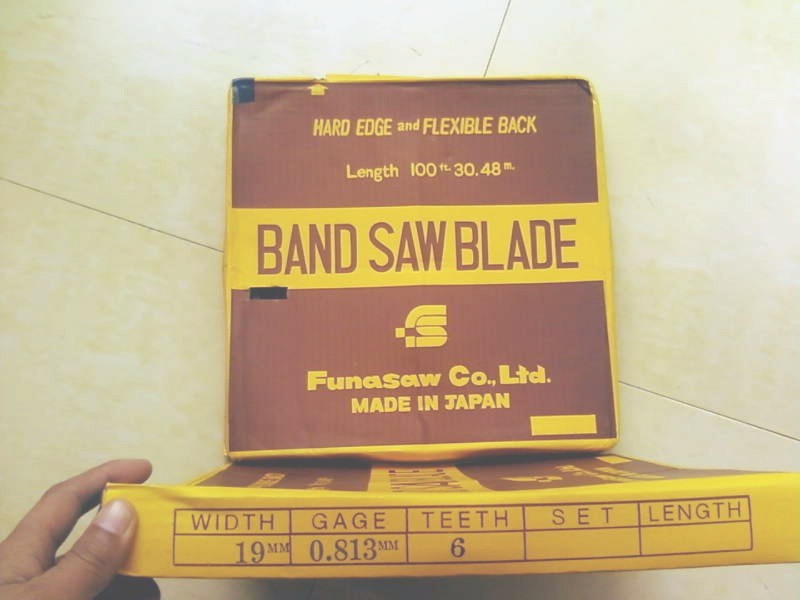 HARD EDGE and FLEXIBLE BACK
Length 100 ft. 30.48 m.
BAND SAW BLADE
Funasaw Co., Ltd.
MADE IN JAPAN
WIDTH GAGE TEETH SET LENGTH
19MM 0.813MM 6